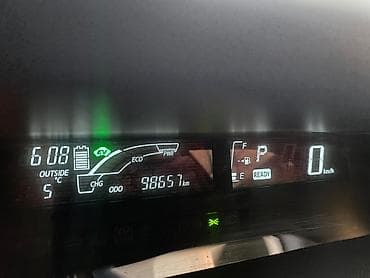 6:08
OUTSIDE
°C
5
CHG
ECO
PWR
ODO 98657 km
F
E
P
READY
0 km/h